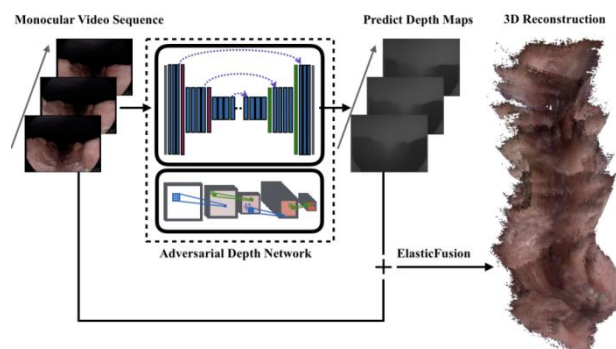 Monocular Video Sequence
Predict Depth Maps
3D Reconstruction
Adversarial Depth Network
ElasticFusion